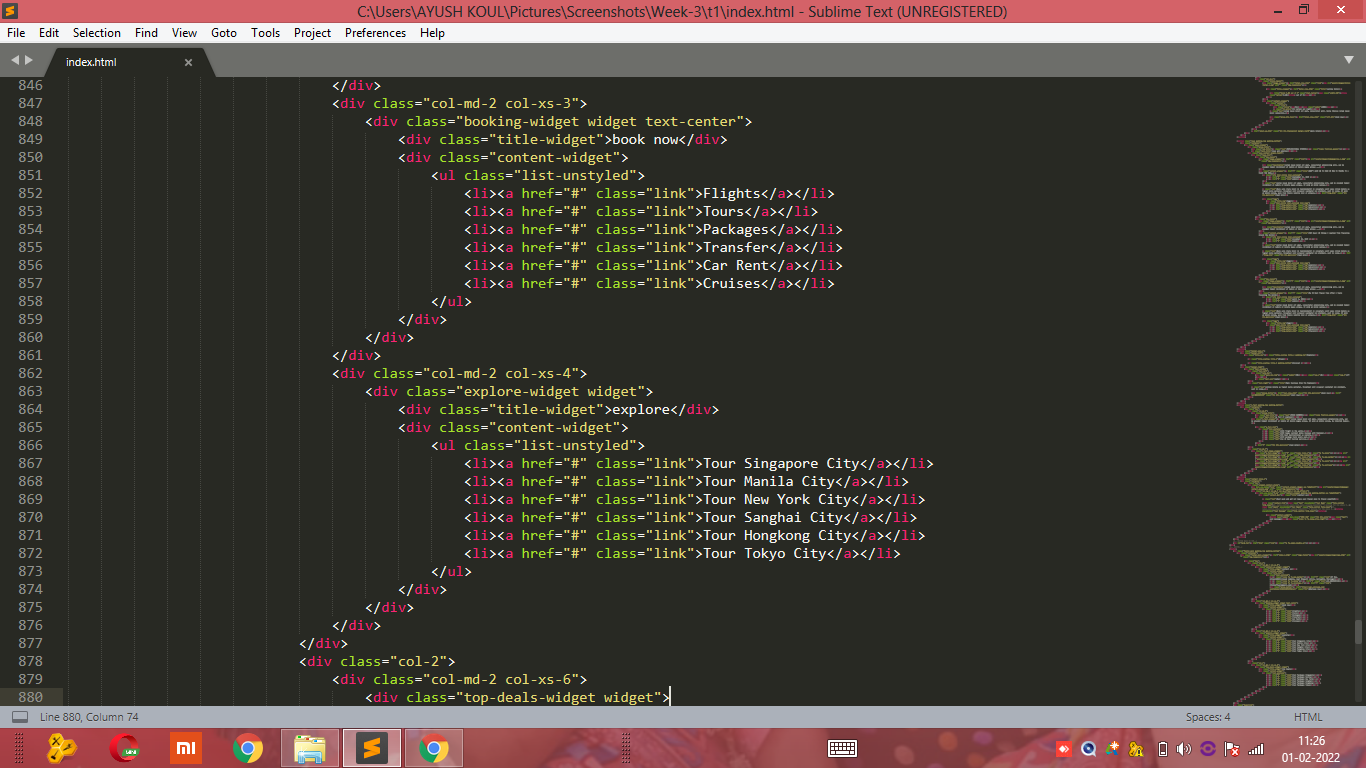 C:\Users\AYUSH KOUL\Pictures\Screenshots\Week-3\t1\index.html - Sublime Text (UNREGISTERED)
File Edit Selection Find View Goto Tools Project Preferences Help
index.html
846 </div>
847 <div class="col-md-2 col-xs-3">
848 <div class="booking-widget widget text-center">
849 <div class="title-widget">book now</div>
850 <div class="content-widget">
851 <ul class="list-unstyled">
852 <li><a href="#" class="link">Flights</a></li>
853 <li><a href="#" class="link">Tours</a></li>
854 <li><a href="#" class="link">Packages</a></li>
855 <li><a href="#" class="link">Transfer</a></li>
856 <li><a href="#" class="link">Car Rent</a></li>
857 <li><a href="#" class="link">Cruises</a></li>
858 </ul>
859 </div>
860 </div>
861 </div>
862 <div class="col-md-2 col-xs-4">
863 <div class="explore-widget widget">
864 <div class="title-widget">explore</div>
865 <div class="content-widget">
866 <ul class="list-unstyled">
867 <li><a href="#" class="link">Tour Singapore City</a></li>
868 <li><a href="#" class="link">Tour Manila City</a></li>
869 <li><a href="#" class="link">Tour New York City</a></li>
870 <li><a href="#" class="link">Tour Sanghai City</a></li>
871 <li><a href="#" class="link">Tour Hongkong City</a></li>
872 <li><a href="#" class="link">Tour Tokyo City</a></li>
873 </ul>
874 </div>
875 </div>
876 </div>
877 </div>
878 <div class="col-2">
879 <div class="col-md-2 col-xs-6">
880 <div class="top-deals-widget widget">
Line 880, Column 74 Spaces: 4 HTML
mi
11:26
01-02-2022